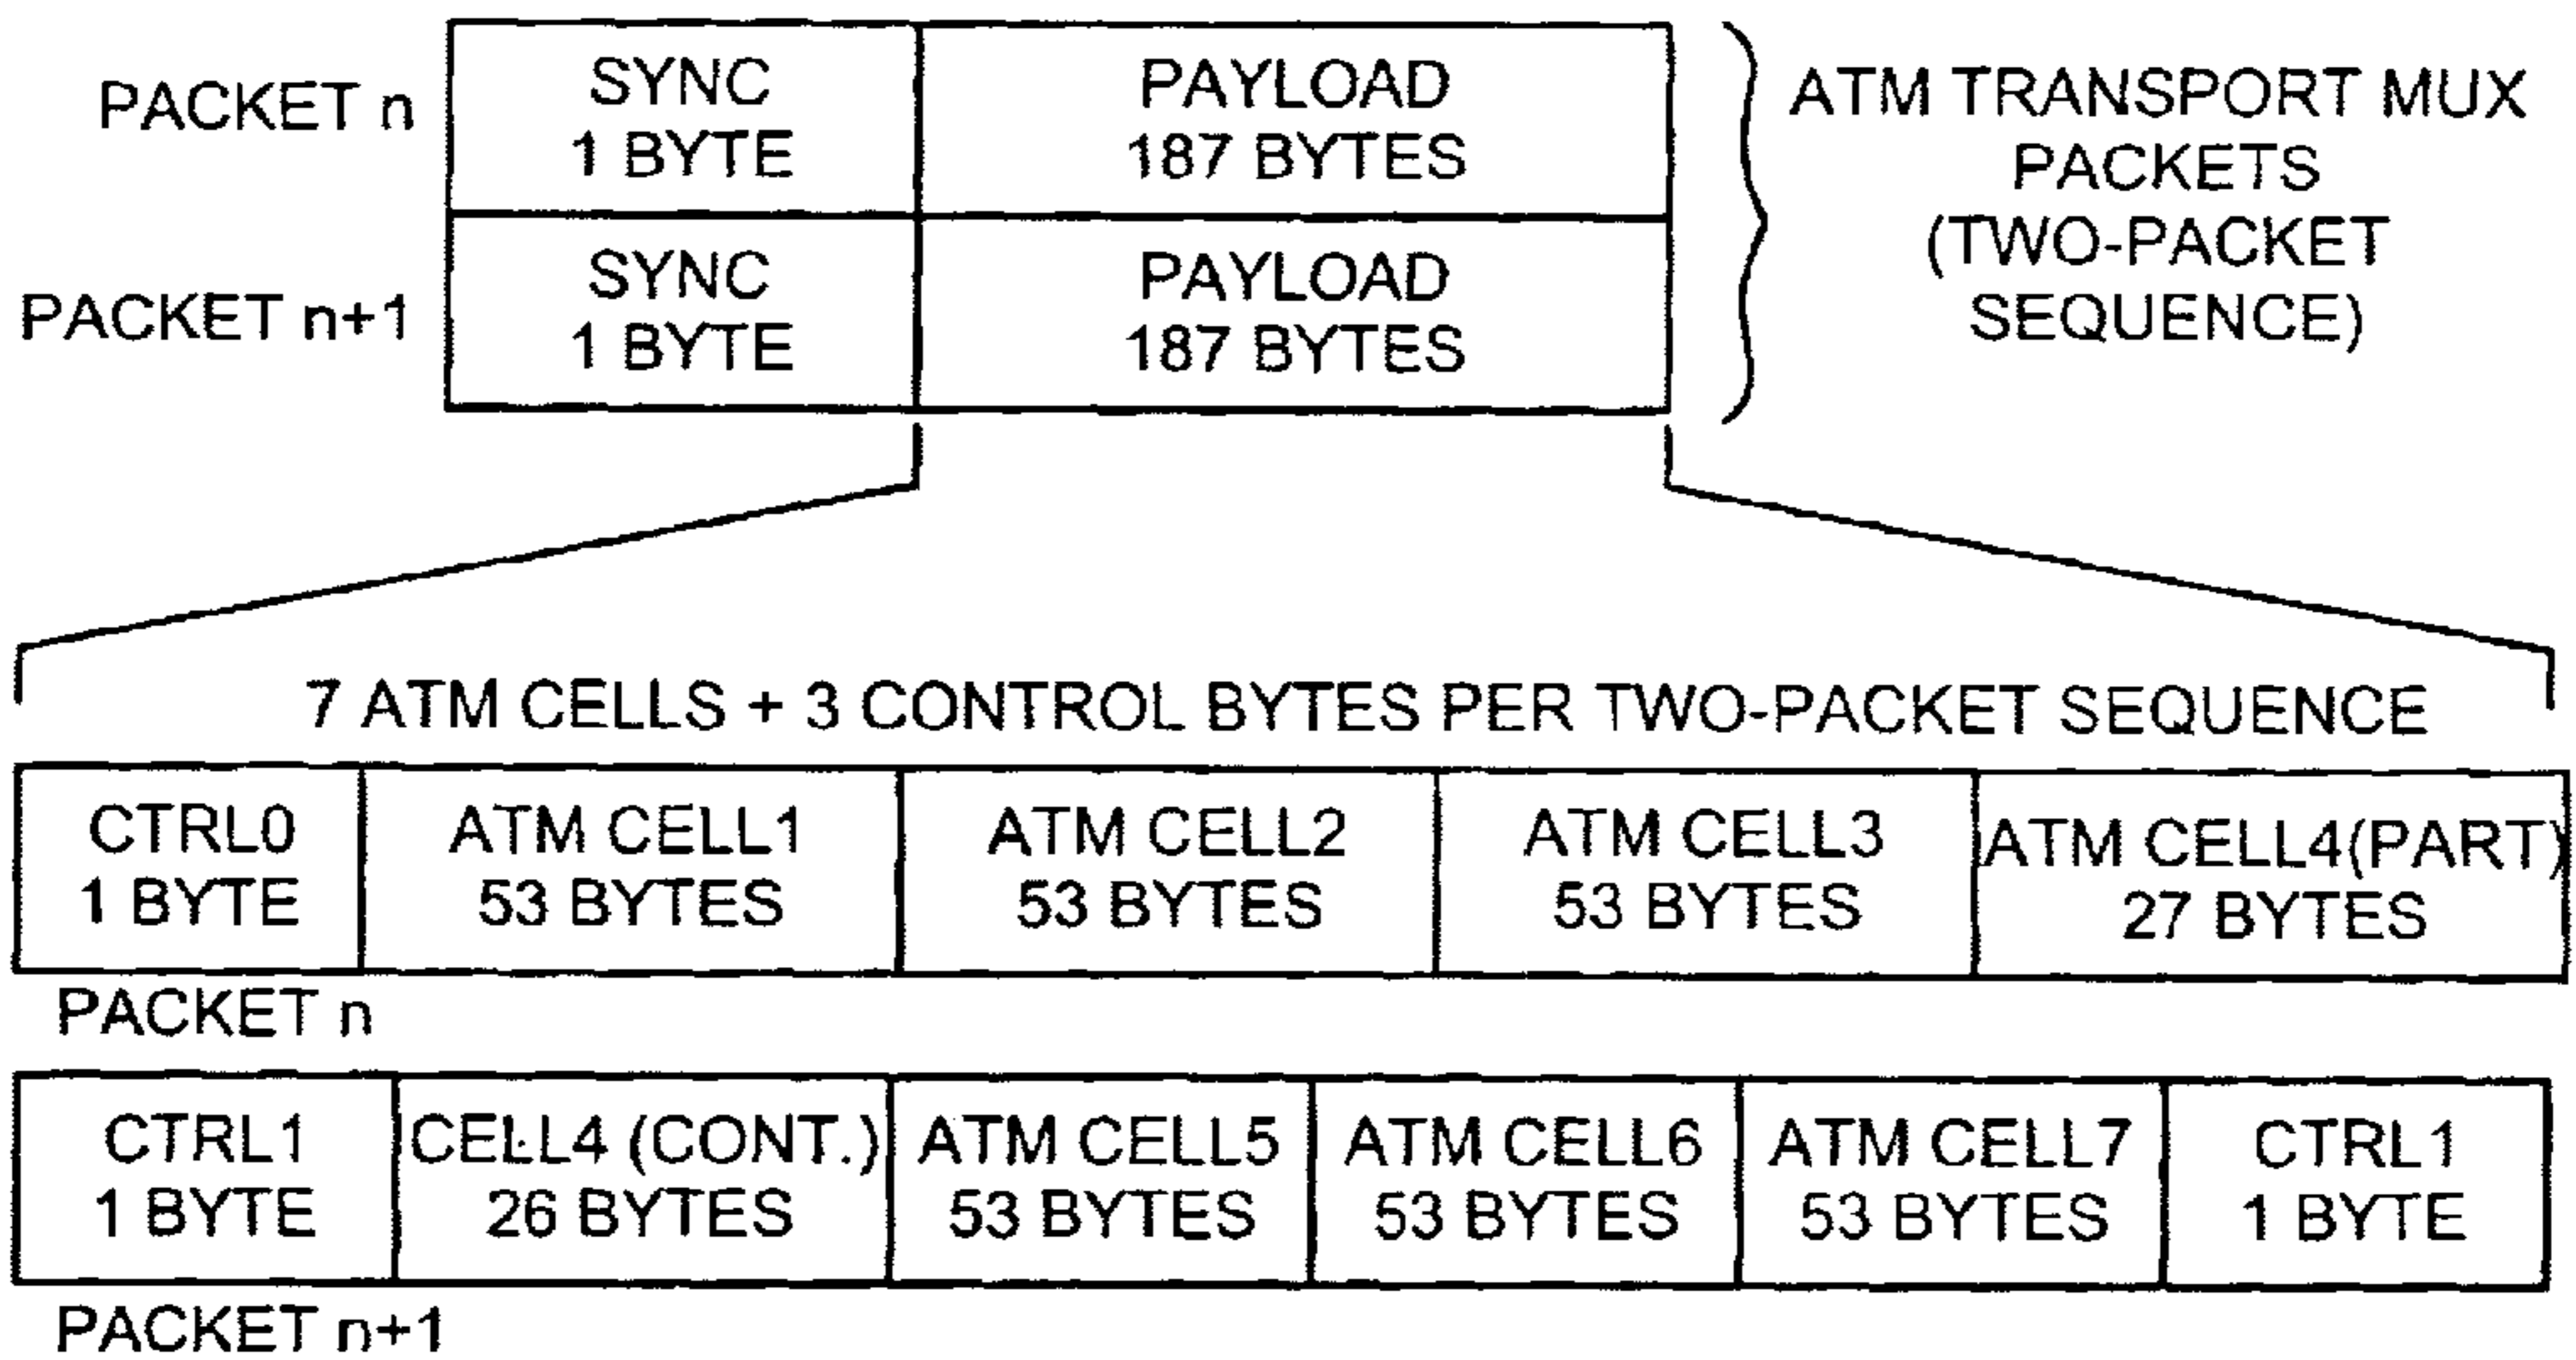 PACKET n
SYNC
1 BYTE
PAYLOAD
187 BYTES
PACKET n+1
SYNC
1 BYTE
PAYLOAD
187 BYTES
ATM TRANSPORT MUX
PACKETS
(TWO-PACKET
SEQUENCE)
7 ATM CELLS + 3 CONTROL BYTES PER TWO-PACKET SEQUENCE
CTRL0
1 BYTE
ATM CELL1
53 BYTES
ATM CELL2
53 BYTES
ATM CELL3
53 BYTES
ATM CELL4(PART)
27 BYTES
PACKET n
CTRL1
1 BYTE
CELL4 (CONT.)
26 BYTES
ATM CELL5
53 BYTES
ATM CELL6
53 BYTES
ATM CELL7
53 BYTES
CTRL1
1 BYTE
PACKET n+1